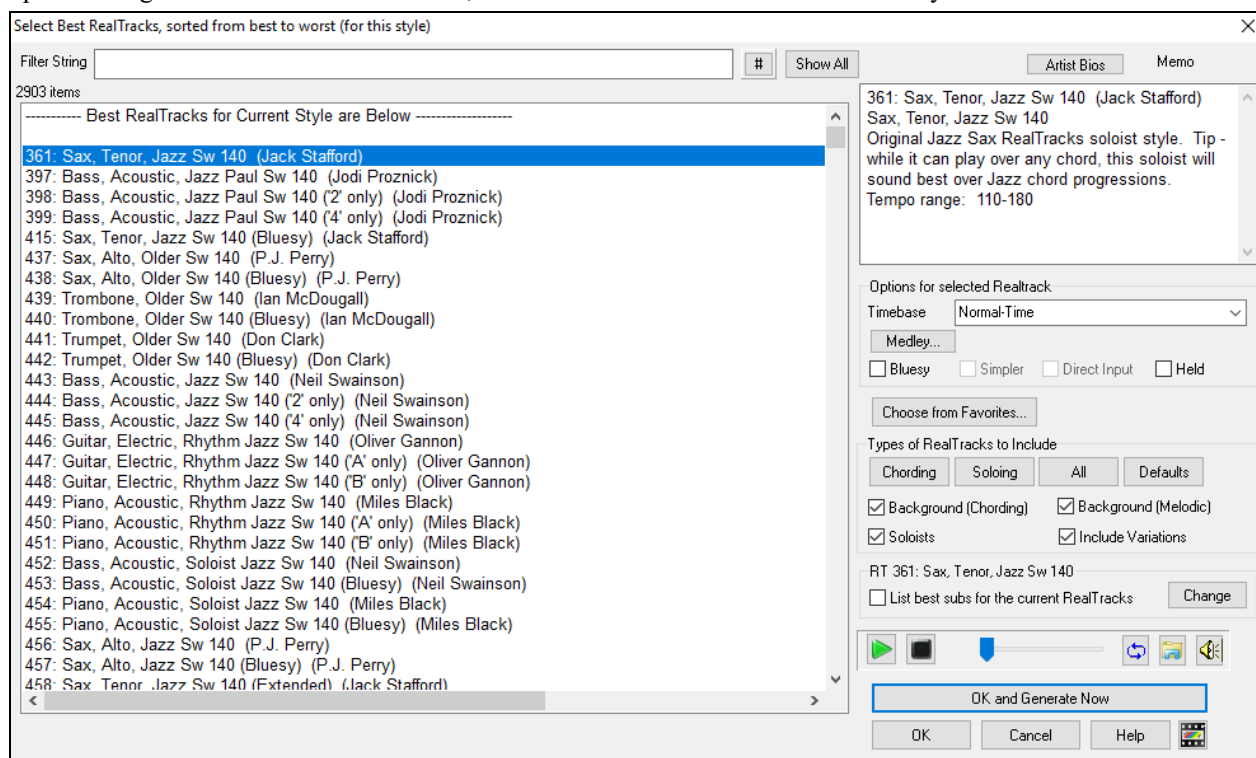 Select Best RealTracks, sorted from best to worst (for this style)
Filter String
#
Show All
Artist Bios
Memo
2903 items
----------- Best RealTracks for Current Style are Below -------------------
361: Sax, Tenor, Jazz Sw 140 (Jack Stafford)
397: Bass, Acoustic, Jazz Paul Sw 140 (Jodi Proznick)
398: Bass, Acoustic, Jazz Paul Sw 140 ('2' only) (Jodi Proznick)
399: Bass, Acoustic, Jazz Paul Sw 140 ('4' only) (Jodi Proznick)
415: Sax, Tenor, Jazz Sw 140 (Bluesy) (Jack Stafford)
437: Sax, Alto, Older Sw 140 (P.J. Perry)
438: Sax, Alto, Older Sw 140 (Bluesy) (P.J. Perry)
439: Trombone, Older Sw 140 (Ian McDougall)
440: Trombone, Older Sw 140 (Bluesy) (Ian McDougall)
441: Trumpet, Older Sw 140 (Don Clark)
442: Trumpet, Older Sw 140 (Bluesy) (Don Clark)
443: Bass, Acoustic, Jazz Sw 140 (Neil Swainson)
444: Bass, Acoustic, Jazz Sw 140 ('2' only) (Neil Swainson)
445: Bass, Acoustic, Jazz Sw 140 ('4' only) (Neil Swainson)
446: Guitar, Electric, Rhythm Jazz Sw 140 (Oliver Gannon)
447: Guitar, Electric, Rhythm Jazz Sw 140 ('A' only) (Oliver Gannon)
448: Guitar, Electric, Rhythm Jazz Sw 140 ('B' only) (Oliver Gannon)
449: Piano, Acoustic, Rhythm Jazz Sw 140 (Miles Black)
450: Piano, Acoustic, Rhythm Jazz Sw 140 ('A' only) (Miles Black)
451: Piano, Acoustic, Rhythm Jazz Sw 140 ('B' only) (Miles Black)
452: Bass, Acoustic, Soloist Jazz Sw 140 (Neil Swainson)
453: Bass, Acoustic, Soloist Jazz Sw 140 (Bluesy) (Neil Swainson)
454: Piano, Acoustic, Soloist Jazz Sw 140 (Miles Black)
455: Piano, Acoustic, Soloist Jazz Sw 140 (Bluesy) (Miles Black)
456: Sax, Alto, Jazz Sw 140 (P.J. Perry)
457: Sax, Alto, Jazz Sw 140 (Bluesy) (P.J. Perry)
458: Sax, Tenor, Jazz Sw 140 (Extended) (Jack Stafford)
361: Sax, Tenor, Jazz Sw 140 (Jack Stafford)
Sax, Tenor, Jazz Sw 140
Original Jazz Sax RealTracks soloist style. Tip -
while it can play over any chord, this soloist will
sound best over Jazz chord progressions.
Tempo range: 110-180
Options for selected Realtrack
Timebase
Normal-Time
Medley...
Bluesy
Simpler
Direct Input
Held
Choose from Favorites...
Types of RealTracks to Include
Chording
Soloing
All
Defaults
Background (Chording)
Background (Melodic)
Soloists
Include Variations
RT 361: Sax, Tenor, Jazz Sw 140
List best subs for the current RealTracks
Change
OK and Generate Now
OK
Cancel
Help